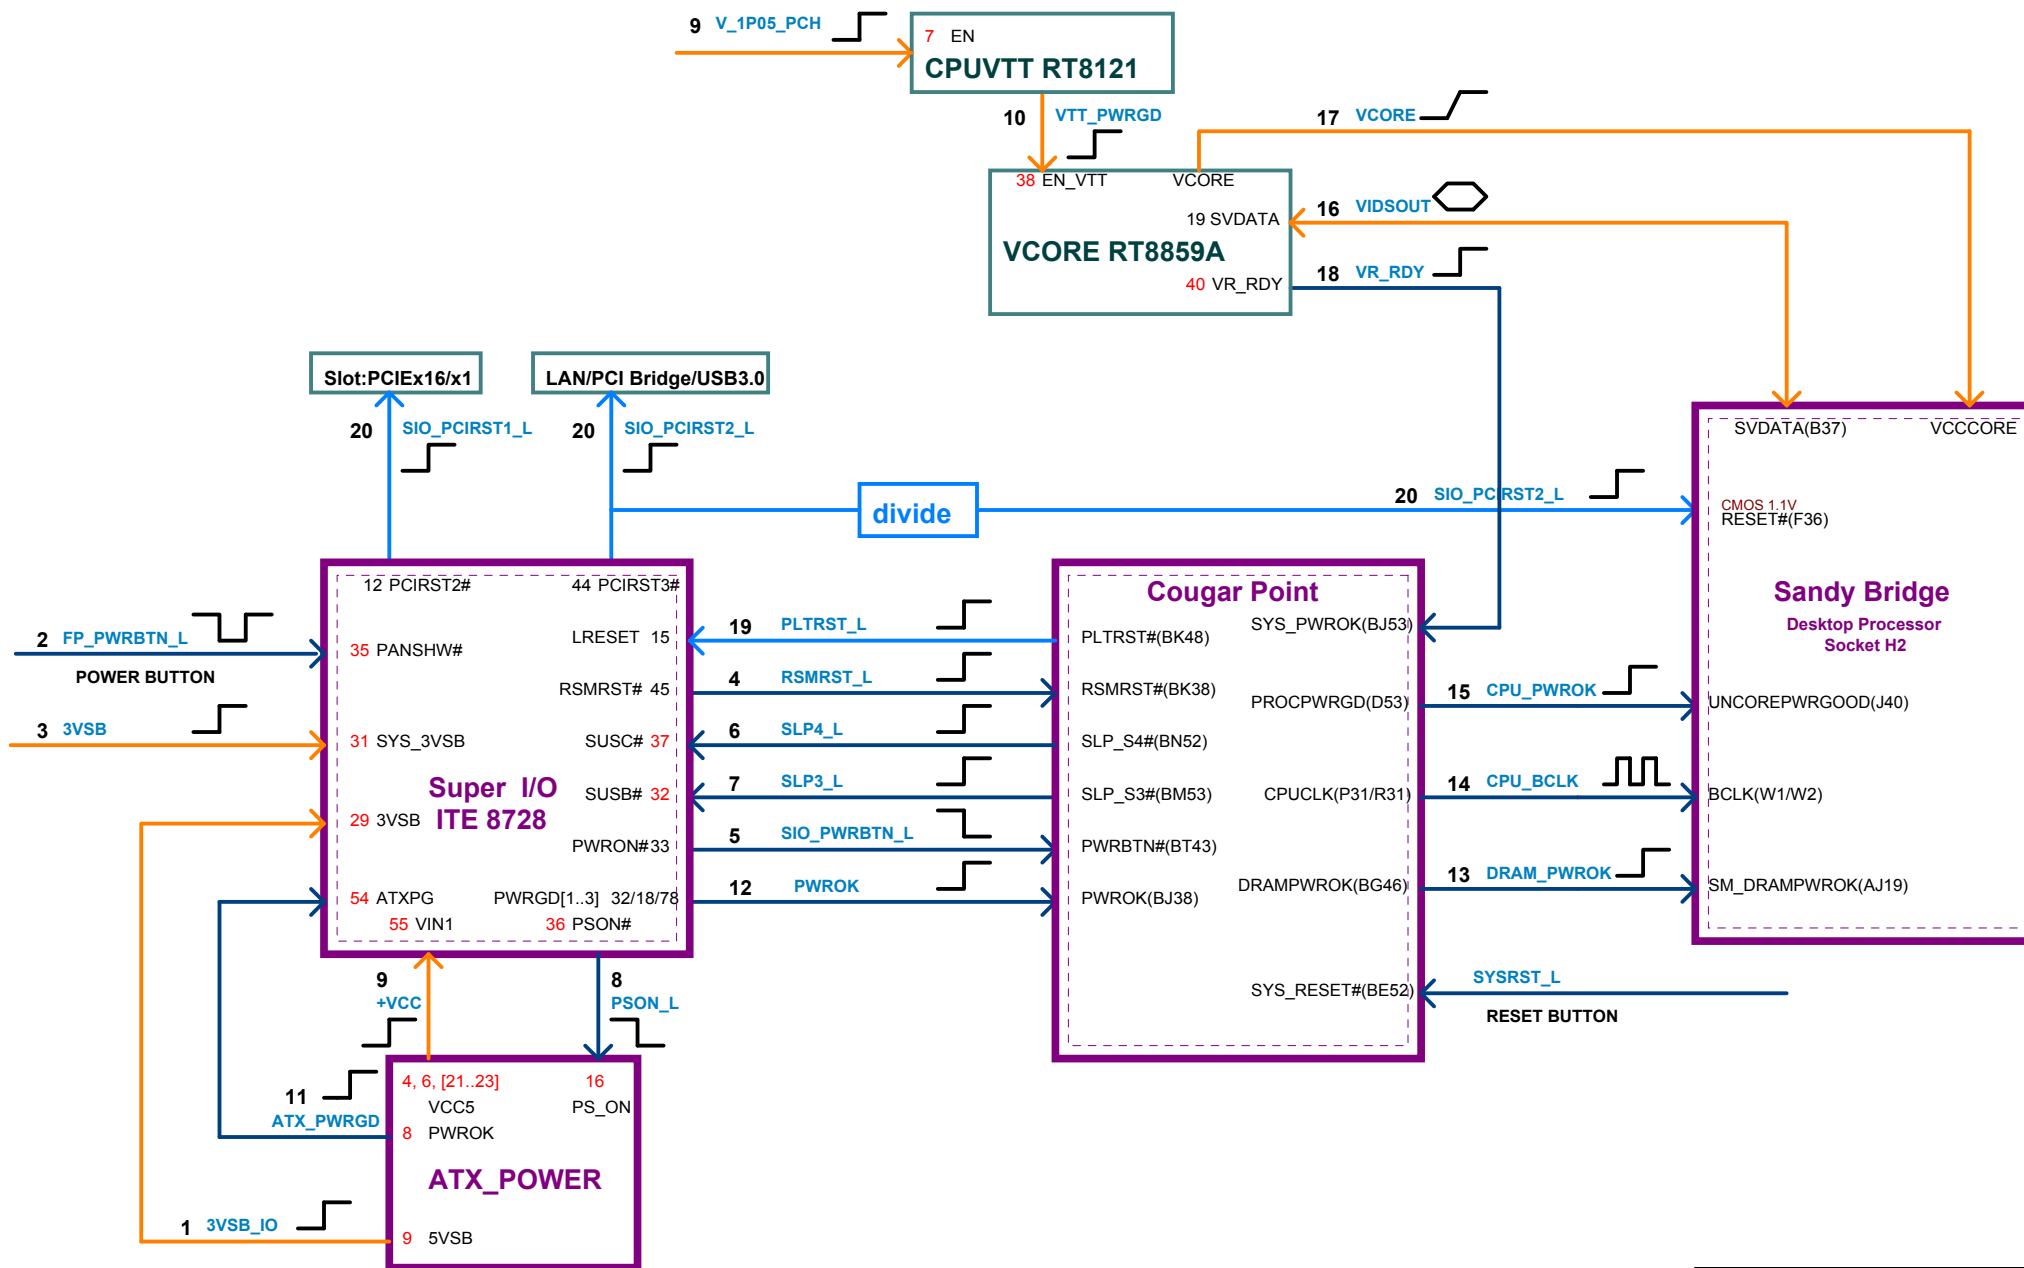 9 V_1P05_PCH
7 EN
CPUVTT RT8121
10 VTT_PWRGD
17 VCORE
38 EN_VTT VCORE
19 SVDATA
16 VIDSOUT
VCORE RT8859A
40 VR_RDY
18 VR_RDY
Slot:PCIEx16/x1
LAN/PCI Bridge/USB3.0
20 SIO_PCIRST1_L
20 SIO_PCIRST2_L
SVDATA(B37) VCCCORE
divide
20 SIO_PCIRST2_L
CMOS 1.1V
RESET#(F36)
12 PCIRST2# 44 PCIRST3#
Cougar Point
Sandy Bridge
Desktop Processor
Socket H2
2 FP_PWRBTN_L
POWER BUTTON
35 PANSHW#
LRESET 15
19 PLTRST_L
PLTRST#(BK48)
SYS_PWROK(BJ53)
RSMRST# 45
4 RSMRST_L
RSMRST#(BK38)
PROCPWRGD(D53)
15 CPU_PWROK
UNCOREPWRGOOD(J40)
3 3VSB
31 SYS_3VSB
SUSC# 37
6 SLP4_L
SLP_S4#(BN52)
Super I/O
ITE 8728
SUSB# 32
7 SLP3_L
SLP_S3#(BM53)
CPUCLK(P31/R31)
14 CPU_BCLK
BCLK(W1/W2)
29 3VSB
PWRON#33
5 SIO_PWRBTN_L
PWRBTN#(BT43)
54 ATXPG
PWRGD[1..3] 32/18/78
12 PWROK
PWROK(BJ38)
DRAMPWROK(BG46)
13 DRAM_PWROK
SM_DRAMPWROK(AJ19)
55 VIN1
36 PSON#
9
+VCC
8
PSON_L
SYS_RESET#(BE52)
SYSRST_L
RESET BUTTON
4, 6, [21..23] 16
VCC5 PS_ON
11
ATX_PWRGD
8 PWROK
ATX_POWER
1 3VSB_IO
9 5VSB